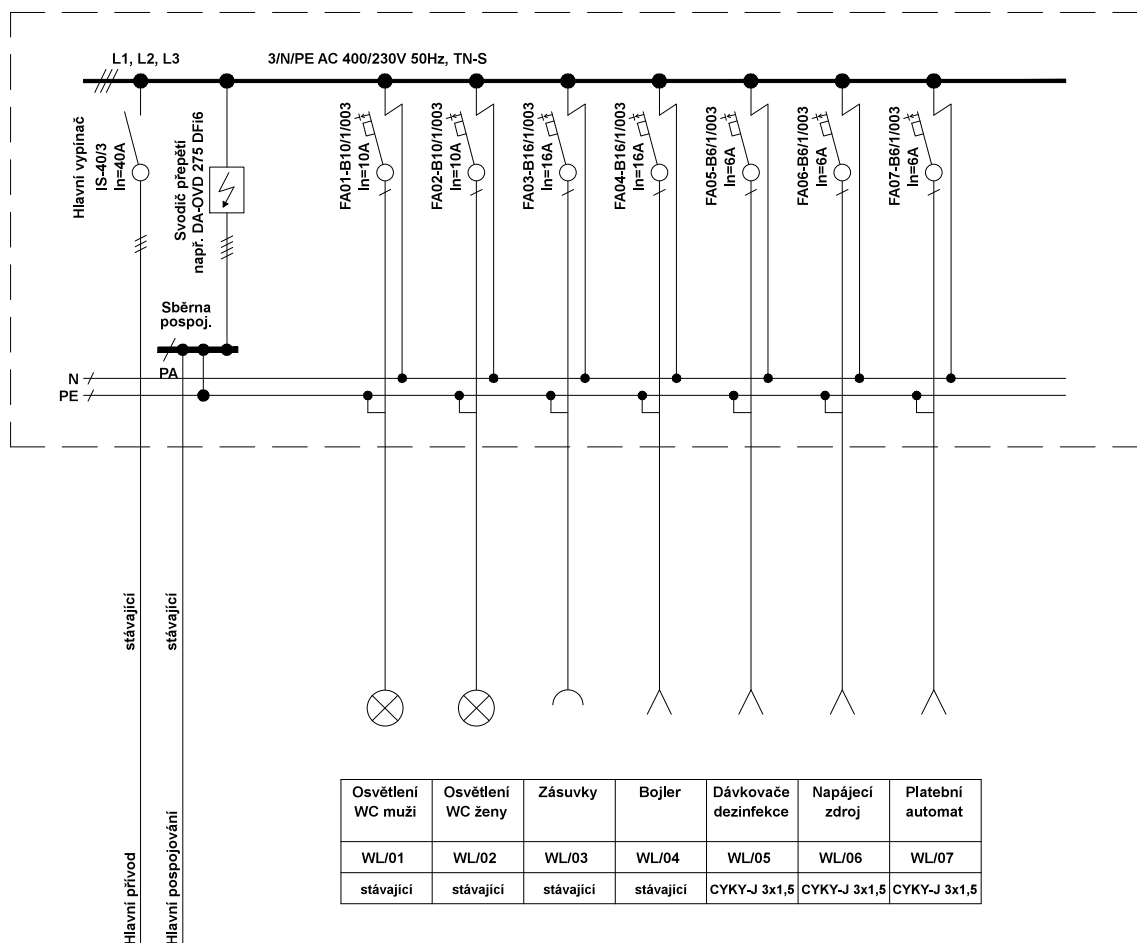 L1, L2, L3
3/N/PE AC 400/230V 50Hz, TN-S
Hlavní vypínač
IS-40/3
In=40A
Svodič přepětí
např. DA-OVD 275 DFi6
FA01-B10/1/003
In=10A
FA02-B10/1/003
In=10A
FA03-B16/1/003
In=16A
FA04-B16/1/003
In=16A
FA05-B6/1/003
In=6A
FA06-B6/1/003
In=6A
FA07-B6/1/003
In=6A
Sběrna
pospoj.
PA
N
PE
stávající
stávající
Hlavní přívod
Hlavní pospojování
Osvětlení
WC muži
Osvětlení
WC ženy
Zásuvky
Bojler
Dávkovače
dezinfekce
Napájecí
zdroj
Platební
automat
WL/01
WL/02
WL/03
WL/04
WL/05
WL/06
WL/07
stávající
stávající
stávající
stávající
CYKY-J 3x1,5
CYKY-J 3x1,5
CYKY-J 3x1,5